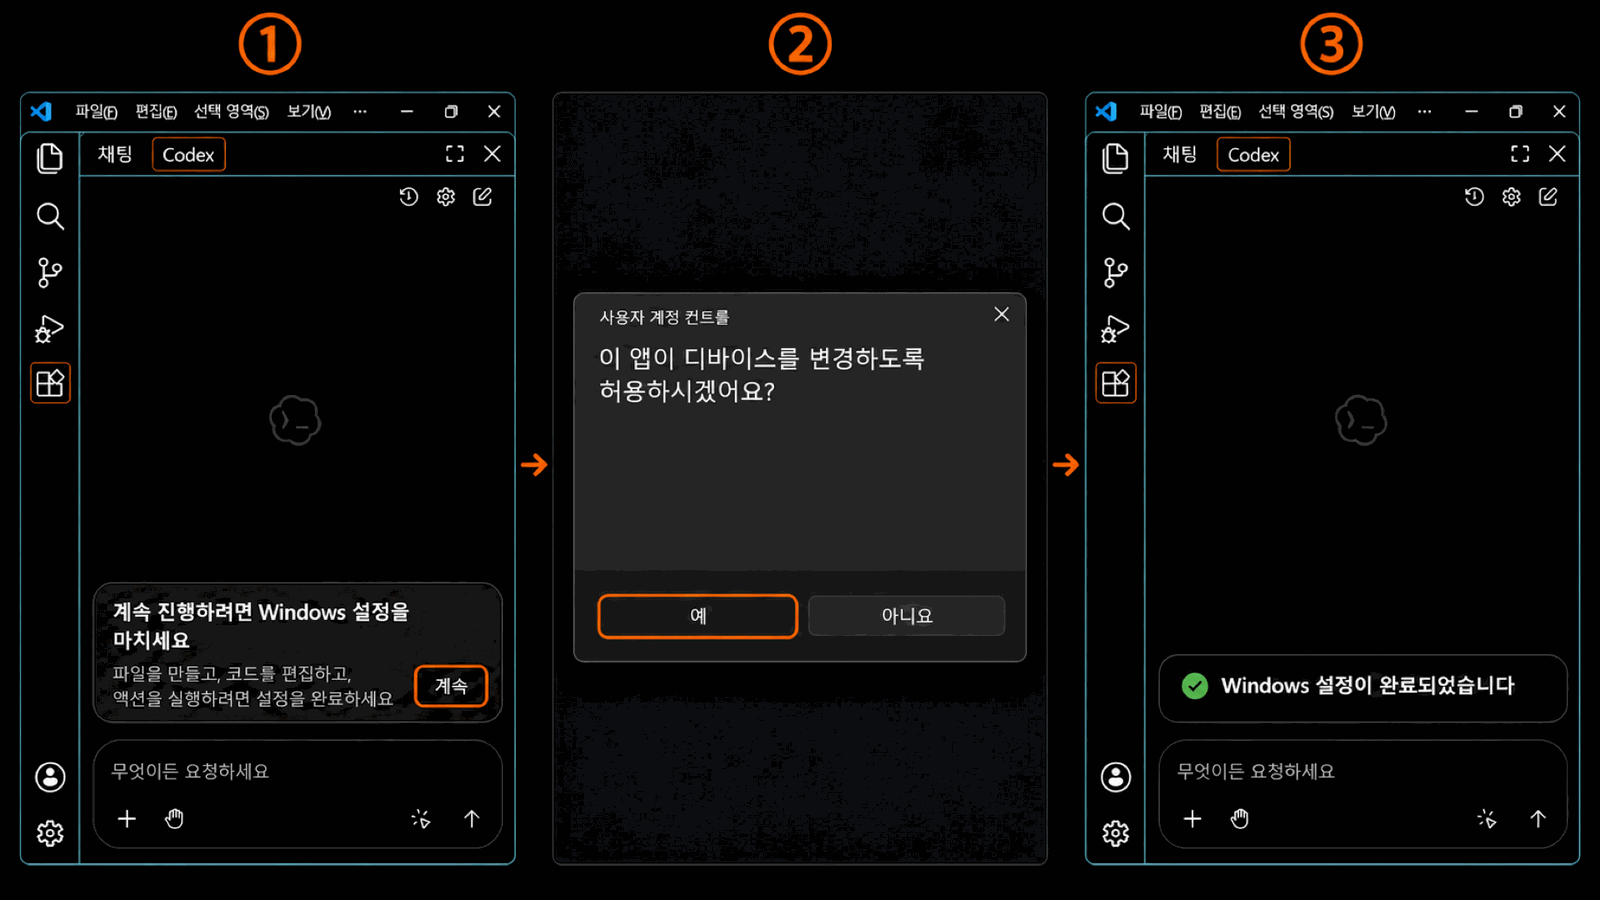 ①
파일(F) 편집(E) 선택 영역(S) 보기(V) ···
채팅 Codex
계속 진행하려면 Windows 설정을
마치세요
파일을 만들고, 코드를 편집하고,
액션을 실행하려면 설정을 완료하세요
계속
무엇이든 요청하세요
②
사용자 계정 컨트롤
이 앱이 디바이스를 변경하도록
허용하시겠어요?
예
아니요
③
파일(F) 편집(E) 선택 영역(S) 보기(V) ···
채팅 Codex
Windows 설정이 완료되었습니다
무엇이든 요청하세요